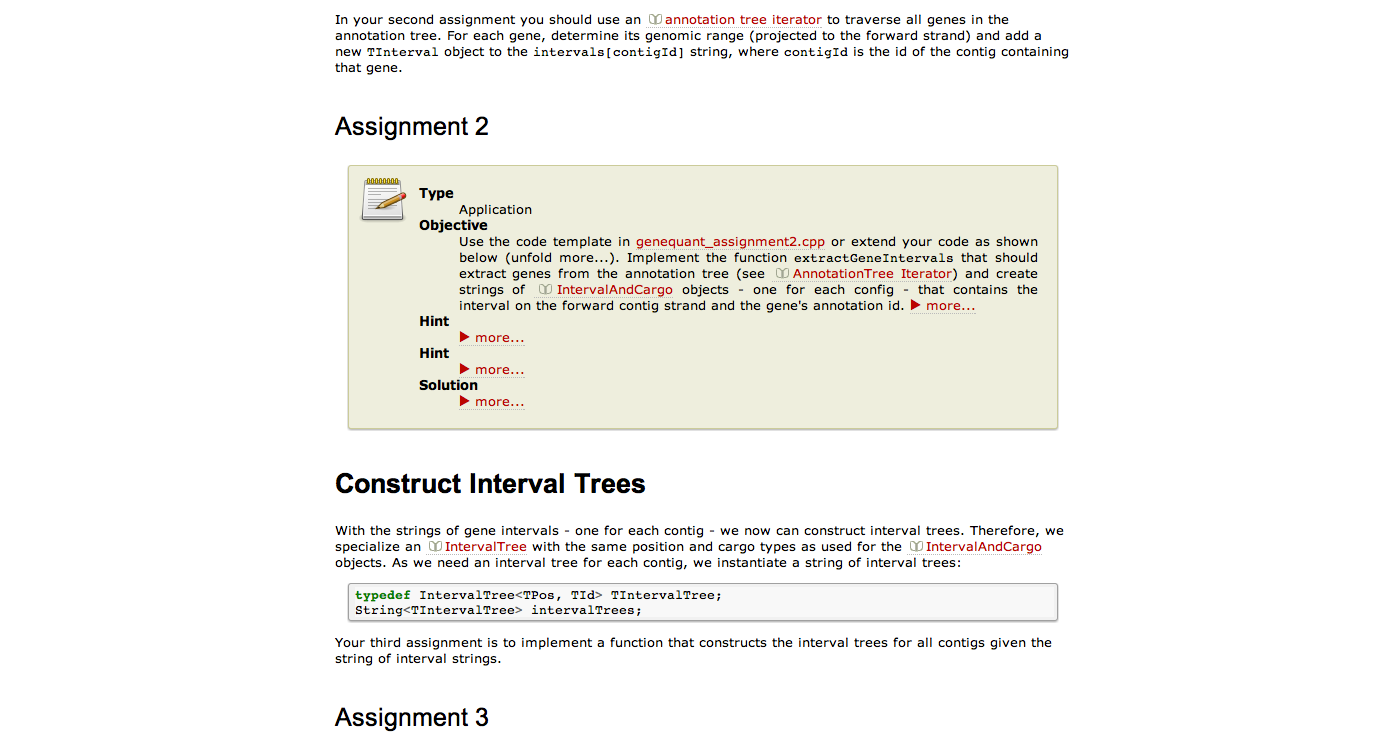 In your second assignment you should use an annotation tree iterator to traverse all genes in the
annotation tree. For each gene, determine its genomic range (projected to the forward strand) and add a
new TInterval object to the intervals[contigId] string, where contigId is the id of the contig containing
that gene.
Assignment 2
Type
Application
Objective
Use the code template in genequant_assignment2.cpp or extend your code as shown
below (unfold more...). Implement the function extractGeneIntervals that should
extract genes from the annotation tree (see AnnotationTree Iterator) and create
strings of IntervalAndCargo objects - one for each config - that contains the
interval on the forward contig strand and the gene's annotation id. more...
Hint
more...
Hint
more...
Solution
more...
Construct Interval Trees
With the strings of gene intervals - one for each contig - we now can construct interval trees. Therefore, we
specialize an IntervalTree with the same position and cargo types as used for the IntervalAndCargo
objects. As we need an interval tree for each contig, we instantiate a string of interval trees:
typedef IntervalTree<TPos, TId> TIntervalTree;
String<TIntervalTree> intervalTrees;
Your third assignment is to implement a function that constructs the interval trees for all contigs given the
string of interval strings.
Assignment 3